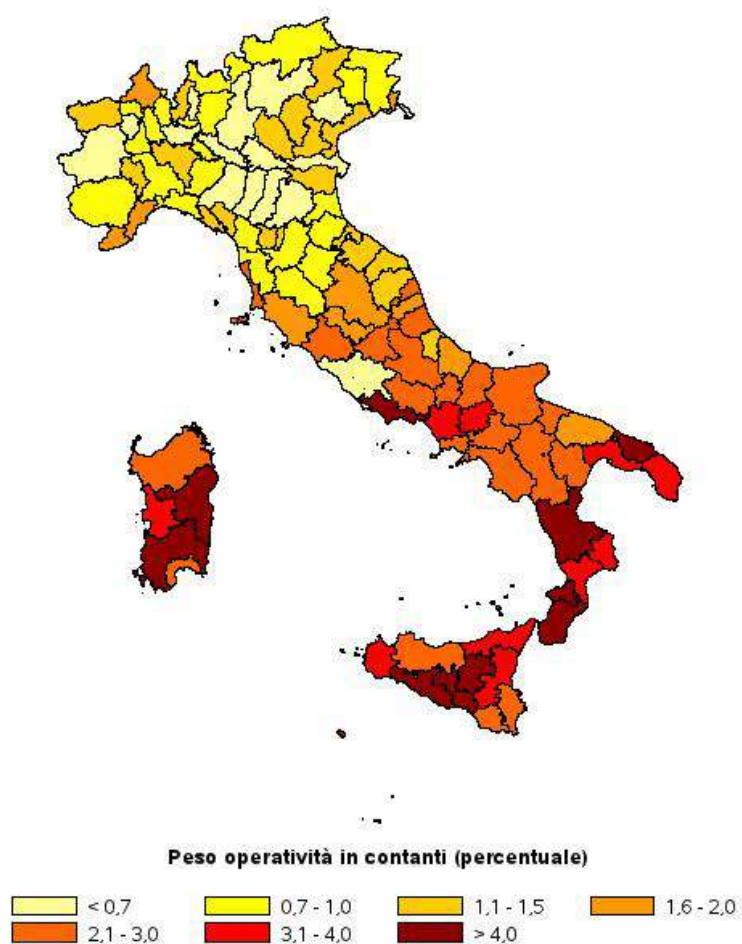 Peso operatività in contanti (percentuale)
< 0,7 0,7 - 1,0 1,1 - 1,5 1,6 - 2,0
2,1 - 3,0 3,1 - 4,0 > 4,0